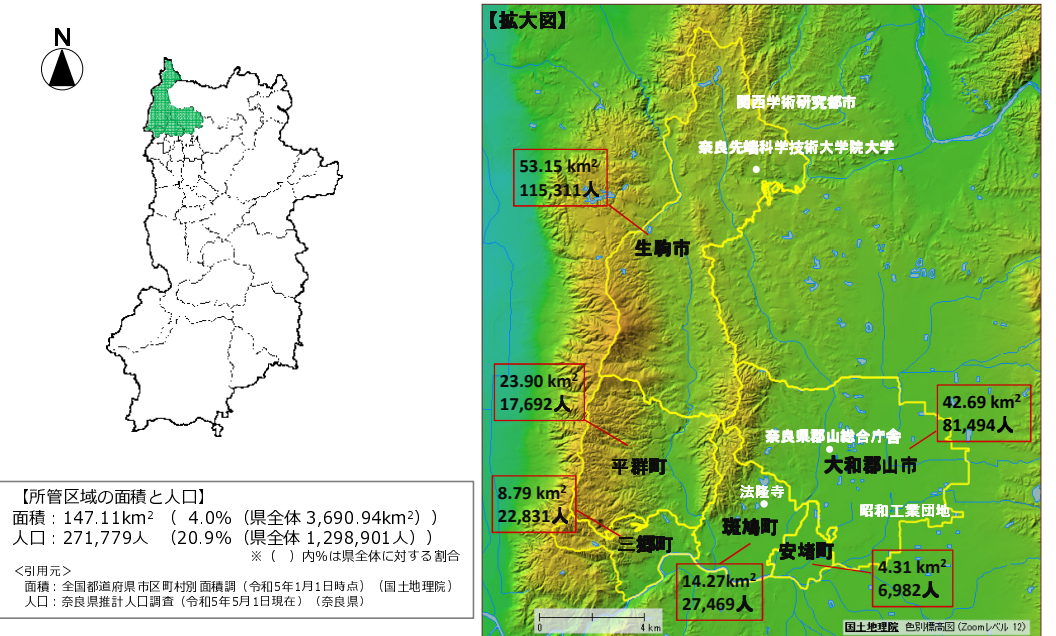 N
【所管区域の面積と人口】
面積：147.11km² （ 4.0%（県全体 3,690.94km²））
人口：271,779人 （20.9%（県全体 1,298,901人））
※（ ）内%は県全体に対する割合
＜引用元＞
面積：全国都道府県市区町村別面積調（令和5年1月1日時点）（国土地理院）
人口：奈良県推計人口調査（令和5年5月1日現在）（奈良県）
【拡大図】
関西学術研究都市
奈良先端科学技術大学院大学
53.15 km²
115,311人
生駒市
23.90 km²
17,692人
42.69 km²
81,494人
奈良県郡山総合庁舎
平群町
大和郡山市
8.79 km²
22,831人
法隆寺
昭和工業団地
斑鳩町
三郷町
安堵町
14.27km²
27,469人
4.31 km²
6,982人
0 4 km
国土地理院 色別標高図(Zoomレベル 12)